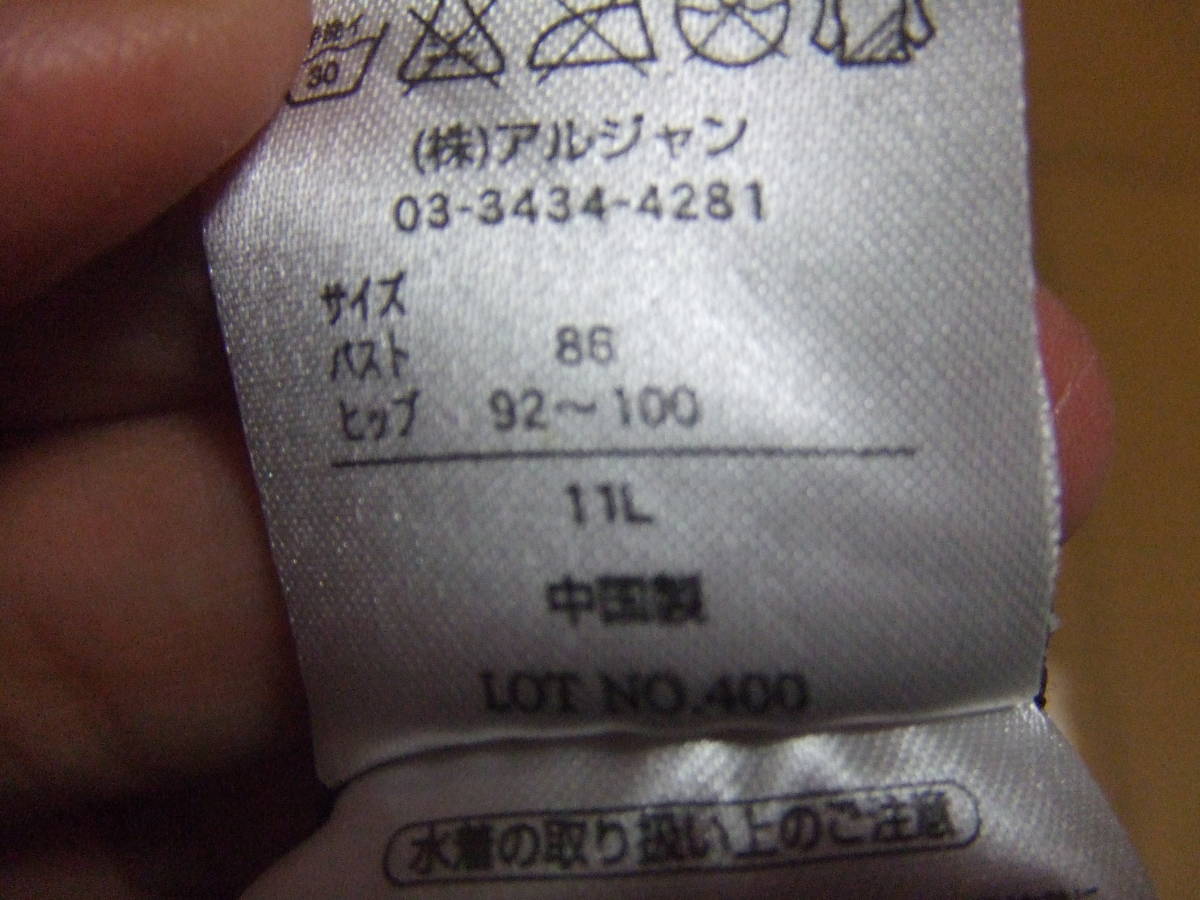 30
(株)アルジャン
03-3434-4281
サイズ
バスト 86
ヒップ 92～100
11L
中国製
LOT NO.400
水着の取り扱い上のご注意